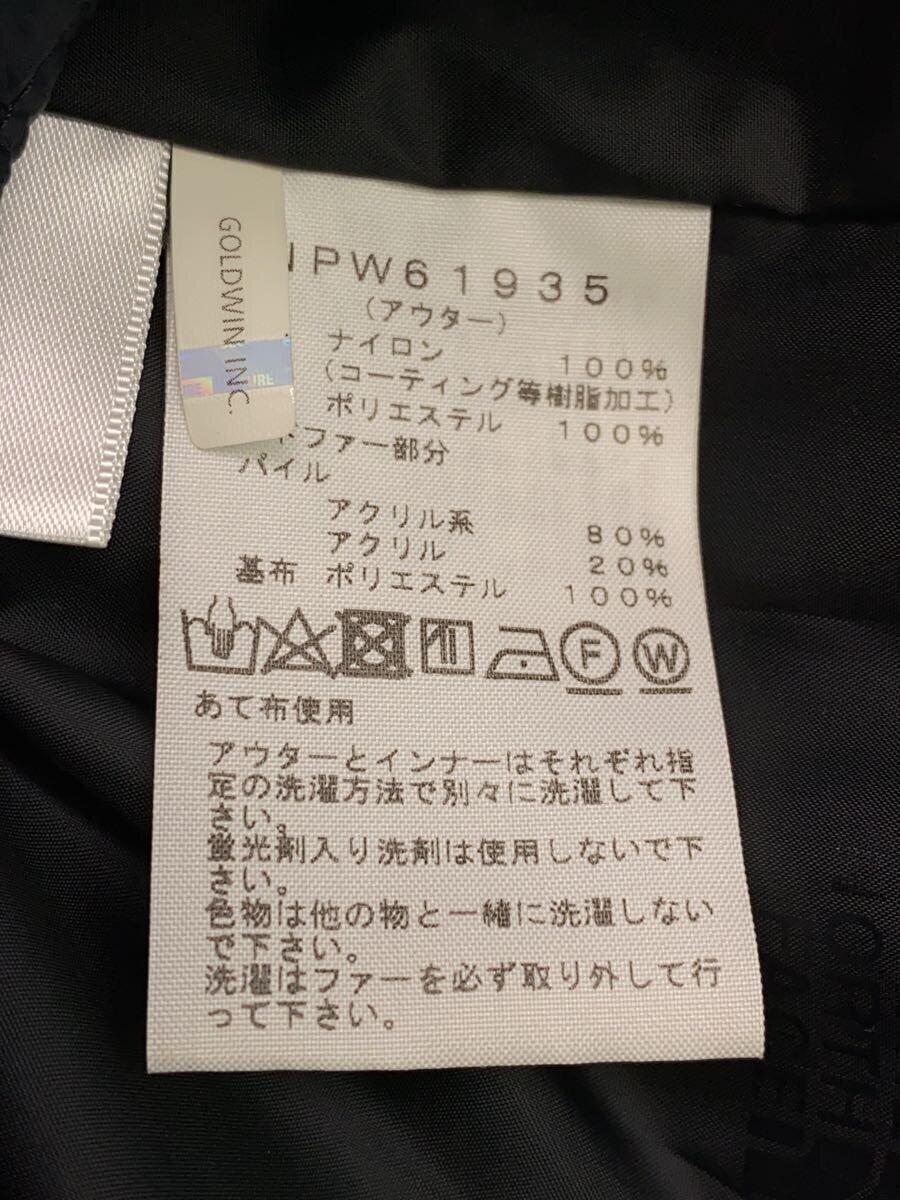 GOLDWIN INC.
NPW61935
(アウター)
ナイロン 100%
(コーティング等樹脂加工)
ポリエステル 100%
ドファー部分
パイル
アクリル系 80%
アクリル 20%
基布 ポリエステル 100%
F W
あて布使用
アウターとインナーはそれぞれ指
定の洗濯方法で別々に洗濯して下
さい。
蛍光剤入り洗剤は使用しないで下
さい。
色物は他の物と一緒に洗濯しない
で下さい。
洗濯はファーを必ず取り外して行
って下さい。